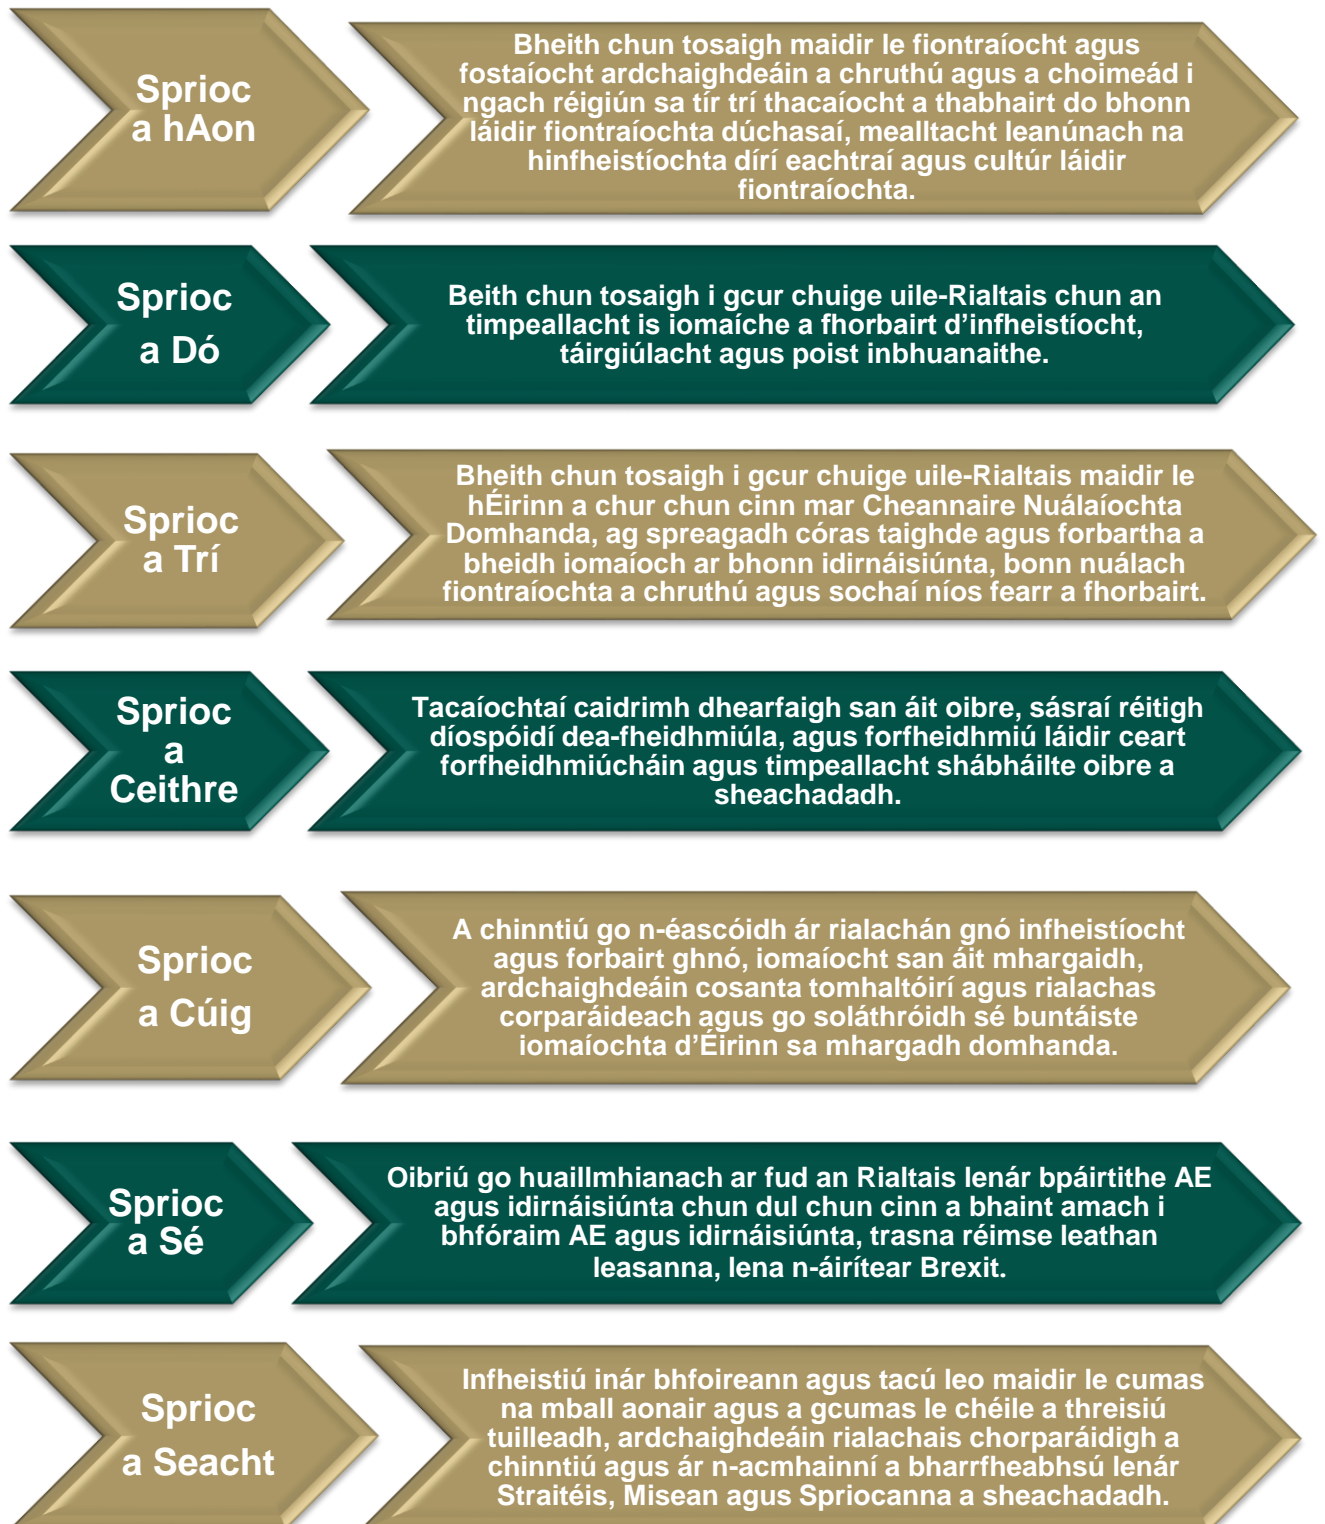 Sprioc
a hAon
Bheith chun tosaigh maidir le fiontraíocht agus
fostaíocht ardchaighdeáin a chruthú agus a choimeád i
ngach réigiún sa tír trí thacaíocht a thabhairt do bhonn
láidir fiontraíochta dúchasaí, mealltacht leanúnach na
hinfheistíochta dírí eachtraí agus cultúr láidir
fiontraíochta.
Sprioc
a Dó
Beith chun tosaigh i gcur chuige uile-Rialtais chun an
timpeallacht is iomaíche a fhorbairt d’infheistíocht,
táirgiúlacht agus poist inbhuanaithe.
Sprioc
a Trí
Bheith chun tosaigh i gcur chuige uile-Rialtais maidir le
hÉirinn a chur chun cinn mar Cheannaire Nuálaíochta
Domhanda, ag spreagadh córas taighde agus forbartha a
bheidh iomaíoch ar bhonn idirnáisiúnta, bonn nuálach
fiontraíochta a chruthú agus sochaí níos fearr a fhorbairt.
Sprioc
a
Ceithre
Tacaíochtaí caidrimh dhearfaigh san áit oibre, sásraí réitigh
díospóidí dea-fheidhmiúla, agus forfheidhmiú láidir ceart
forfheidhmiúcháin agus timpeallacht shábháilte oibre a
sheachadadh.
Sprioc
a Cúig
A chinntiú go n-éascóidh ár rialachán gnó infheistíocht
agus forbairt ghnó, iomaíocht san áit mhargaidh,
ardchaighdeáin cosanta tomhaltóirí agus rialachas
corparáideach agus go soláthróidh sé buntáiste
iomaíochta d’Éirinn sa mhargadh domhanda.
Sprioc
a Sé
Oibriú go huaillmhianach ar fud an Rialtais lenár bpáirtithe AE
agus idirnáisiúnta chun dul chun cinn a bhaint amach i
bhfóraim AE agus idirnáisiúnta, trasna réimse leathan
leasanna, lena n-áirítear Brexit.
Sprioc
a Seacht
Infheistiú inár bhfoireann agus tacú leo maidir le cumas
na mball aonair agus a gcumas le chéile a threisiú
tuilleadh, ardchaighdeáin rialachais chorparáidigh a
chinntiú agus ár n-acmhainní a bharrfheabhsú lenár
Straitéis, Misean agus Spriocanna a sheachadadh.